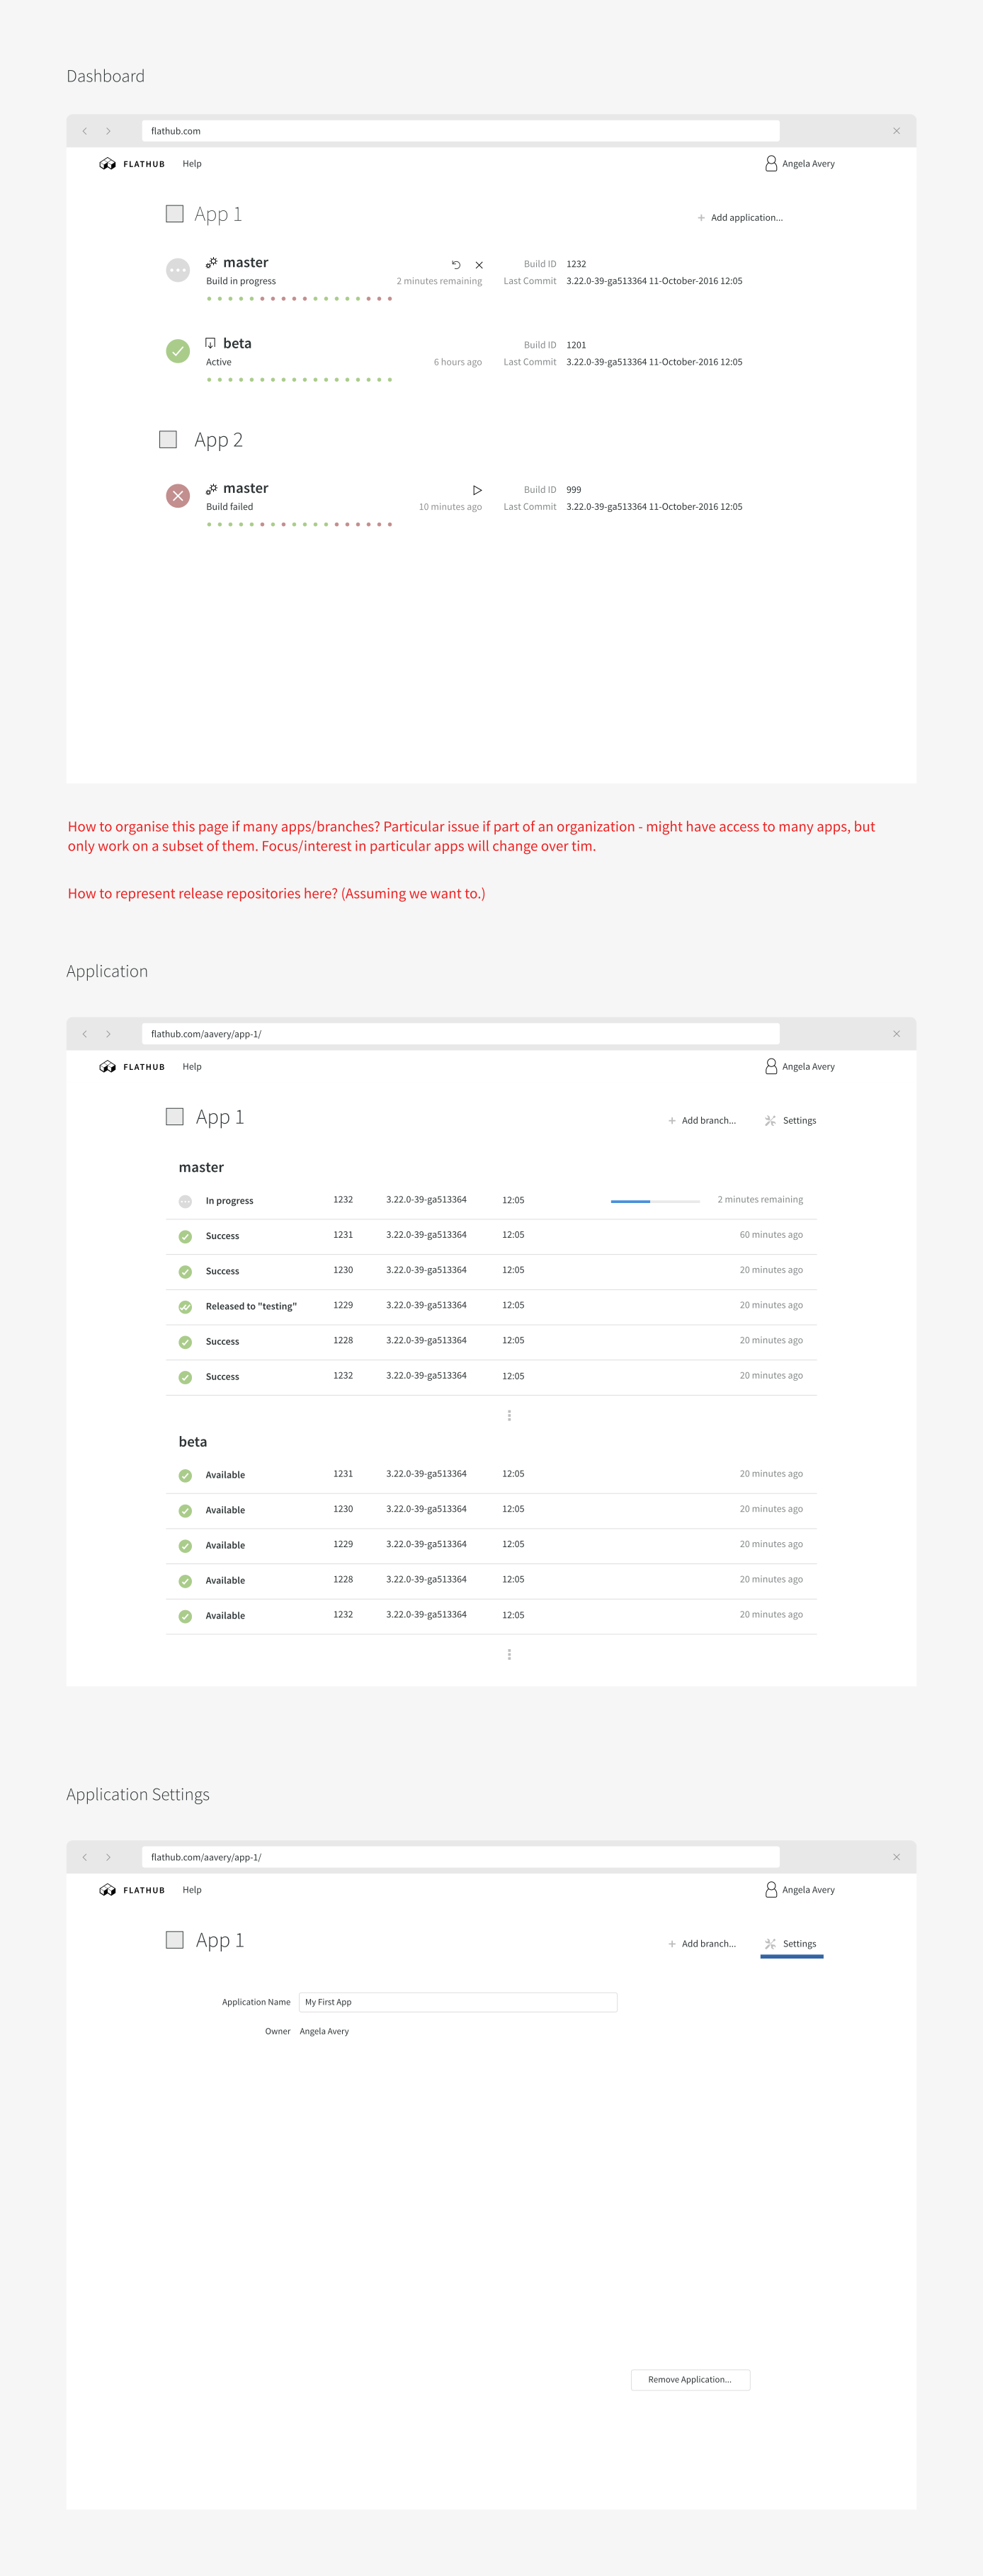 Dashboard
flathub.com
FLATHUB Help Angela Avery
App 1
Add application...
master
Build ID 1232
Build in progress 2 minutes remaining Last Commit 3.22.0-39-ga513364 11-October-2016 12:05
beta
Build ID 1201
Active 6 hours ago Last Commit 3.22.0-39-ga513364 11-October-2016 12:05
App 2
master
Build ID 999
Build failed 10 minutes ago Last Commit 3.22.0-39-ga513364 11-October-2016 12:05
How to organise this page if many apps/branches? Particular issue if part of an organization - might have access to many apps, but
only work on a subset of them. Focus/interest in particular apps will change over tim.
How to represent release repositories here? (Assuming we want to.)
Application
flathub.com/aavery/app-1/
FLATHUB Help Angela Avery
App 1
Add branch... Settings
master
In progress 1232 3.22.0-39-ga513364 12:05 2 minutes remaining
Success 1231 3.22.0-39-ga513364 12:05 60 minutes ago
Success 1230 3.22.0-39-ga513364 12:05 20 minutes ago
Released to "testing" 1229 3.22.0-39-ga513364 12:05 20 minutes ago
Success 1228 3.22.0-39-ga513364 12:05 20 minutes ago
Success 1232 3.22.0-39-ga513364 12:05 20 minutes ago
beta
Available 1231 3.22.0-39-ga513364 12:05 20 minutes ago
Available 1230 3.22.0-39-ga513364 12:05 20 minutes ago
Available 1229 3.22.0-39-ga513364 12:05 20 minutes ago
Available 1228 3.22.0-39-ga513364 12:05 20 minutes ago
Available 1232 3.22.0-39-ga513364 12:05 20 minutes ago
Application Settings
flathub.com/aavery/app-1/
FLATHUB Help Angela Avery
App 1
Add branch... Settings
Application Name My First App
Owner Angela Avery
Remove Application...